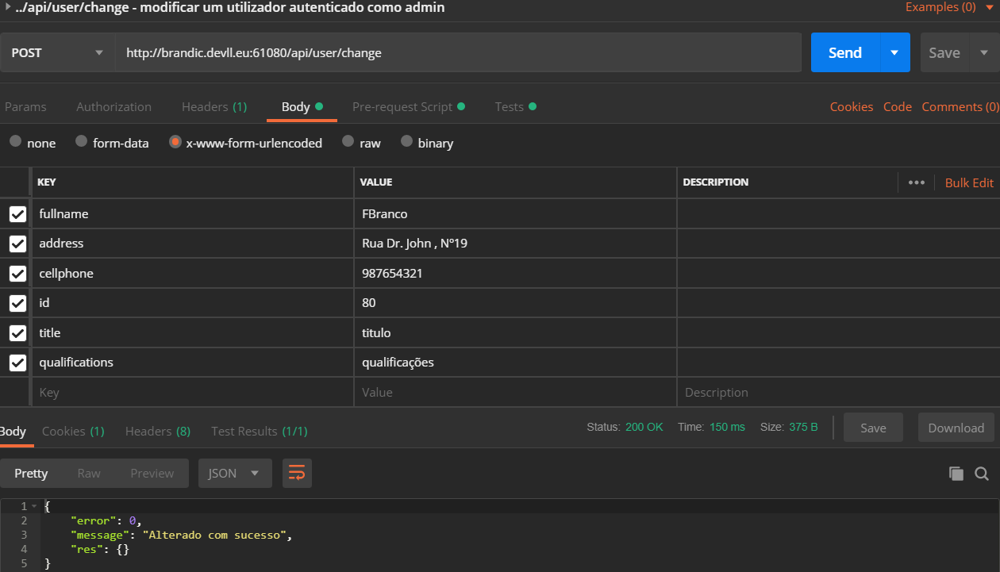 ../api/user/change - modificar um utilizador autenticado como admin Examples (0)
POST http://brandic.devll.eu:61080/api/user/change Send Save
Params Authorization Headers (1) Body Pre-request Script Tests Cookies Code Comments (0)
none form-data x-www-form-urlencoded raw binary
KEY VALUE DESCRIPTION ••• Bulk Edit
fullname FBranco
address Rua Dr. John , Nº19
cellphone 987654321
id 80
title titulo
qualifications qualificações
Key Value Description
Body Cookies (1) Headers (8) Test Results (1/1) Status: 200 OK Time: 150 ms Size: 375 B Save Download
Pretty Raw Preview JSON
1 {
2 "error": 0,
3 "message": "Alterado com sucesso",
4 "res": {}
5 }